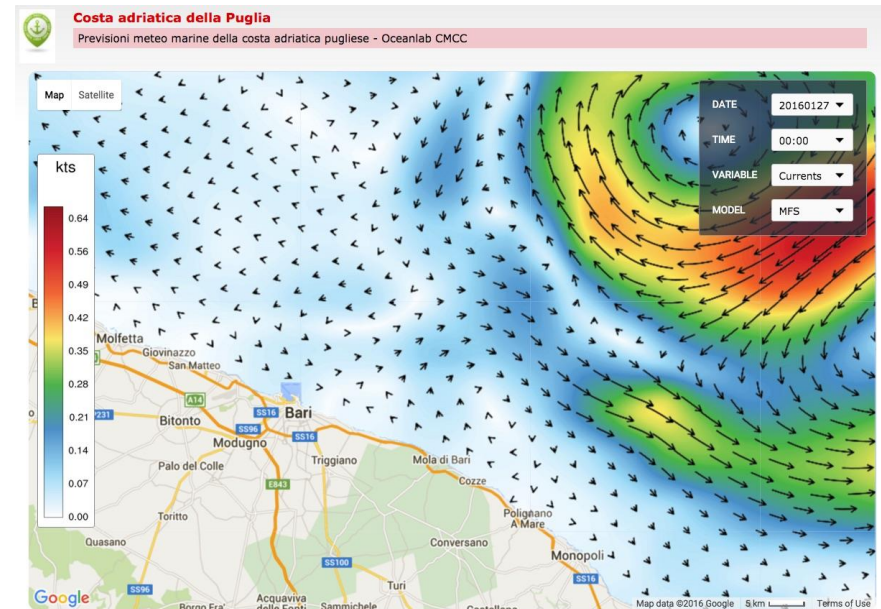 Costa adriatica della Puglia
Previsioni meteo marine della costa adriatica pugliese - Oceanlab CMCC
Map Satellite
DATE 20160127
TIME 00:00
VARIABLE Currents
MODEL MFS
kts
0.64
0.56
0.49
0.42
0.35
0.28
0.21
0.14
0.07
0.00
Molfetta
Giovinazzo
San Matteo
A14
Bari
SS16
231
Bitonto
SS96
SS16
Modugno
Palo del Colle
Triggiano
Mola di Bari
E843
Cozze
Toritto
Polignano
A Mare
Quasano
Conversano
Monopoli
SS100
SS16
SS96
Turi
Google
Acquaviva
Sammichele
Map data ©2016 Google 5 km Terms of Use